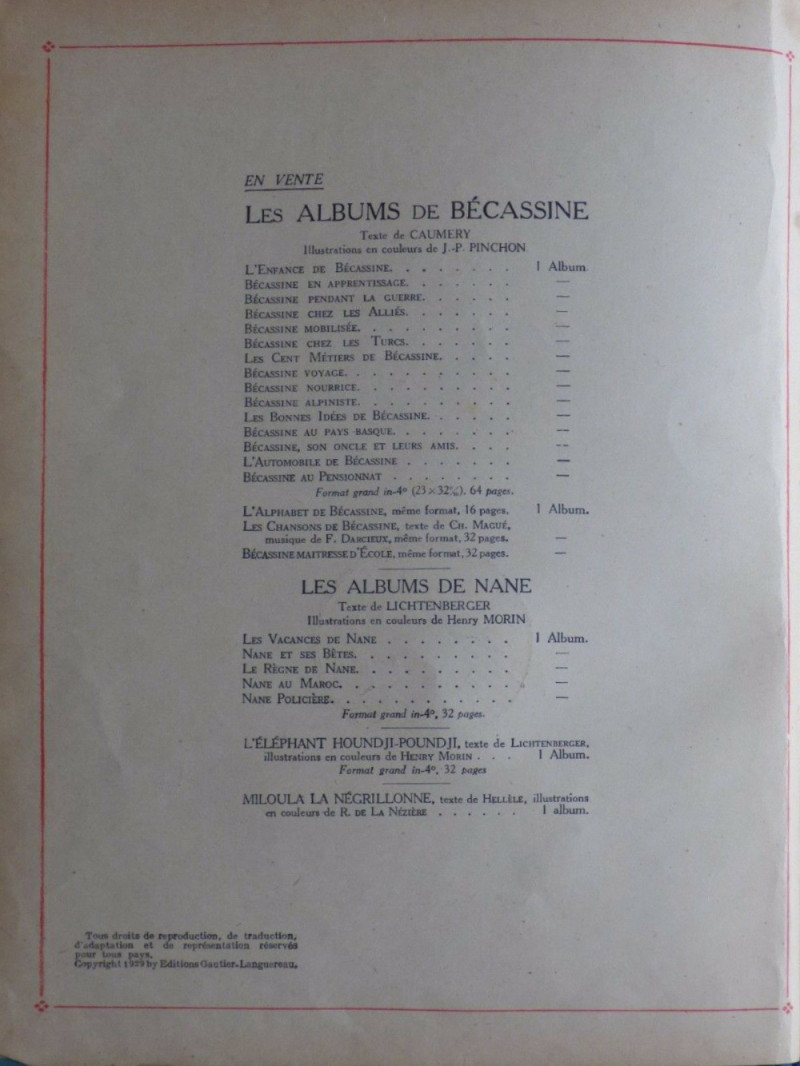 EN VENTE
LES ALBUMS DE BÉCASSINE
Texte de CAUMERY
Illustrations en couleurs de J.-P. PINCHON
L'ENFANCE DE BÉCASSINE. . . . . . . . 1 Album.
BÉCASSINE EN APPRENTISSAGE. . . . . . . —
BÉCASSINE PENDANT LA GUERRE. . . . . . —
BÉCASSINE CHEZ LES ALLIÉS. . . . . . . —
BÉCASSINE MOBILISÉE. . . . . . . . . —
BÉCASSINE CHEZ LES TURCS. . . . . . . —
LES CENT MÉTIERS DE BÉCASSINE. . . . . —
BÉCASSINE VOYAGE. . . . . . . . . . —
BÉCASSINE NOURRICE. . . . . . . . . —
BÉCASSINE ALPINISTE. . . . . . . . . —
LES BONNES IDÉES DE BÉCASSINE. . . . . —
BÉCASSINE AU PAYS BASQUE. . . . . . . —
BÉCASSINE, SON ONCLE ET LEURS AMIS. . . . --
L'AUTOMOBILE DE BÉCASSINE . . . . . . . —
BÉCASSINE AU PENSIONNAT . . . . . . . . —
Format grand in-4° (23 × 32 c/m), 64 pages.
L'ALPHABET DE BÉCASSINE, même format, 16 pages. 1 Album.
LES CHANSONS DE BÉCASSINE, texte de CH. MAGUÉ,
musique de F. DARCIEUX, même format, 32 pages. —
BÉCASSINE MAITRESSE D'ÉCOLE, même format, 32 pages. —
LES ALBUMS DE NANE
Texte de LICHTENBERGER
Illustrations en couleurs de Henry MORIN
LES VACANCES DE NANE . . . . . . . . 1 Album.
NANE ET SES BÊTES. . . . . . . . . . —
LE RÈGNE DE NANE. . . . . . . . . . —
NANE AU MAROC. . . . . . . . . . . —
NANE POLICIÈRE. . . . . . . . . . . —
Format grand in-4°, 32 pages.
L'ÉLÉPHANT HOUNDJI-POUNDJI, texte de LICHTENBERGER,
illustrations en couleurs de HENRY MORIN . . . 1 Album.
Format grand in-4°, 32 pages
MILOULA LA NÉGRILLONNE, texte de HELLÈLE, illustrations
en couleurs de R. DE LA NÉZIÈRE . . . . . . 1 album.
Tous droits de reproduction, de traduction,
d'adaptation et de représentation réservés
pour tous pays.
Copyright 1929 by Editions Gautier-Languereau.